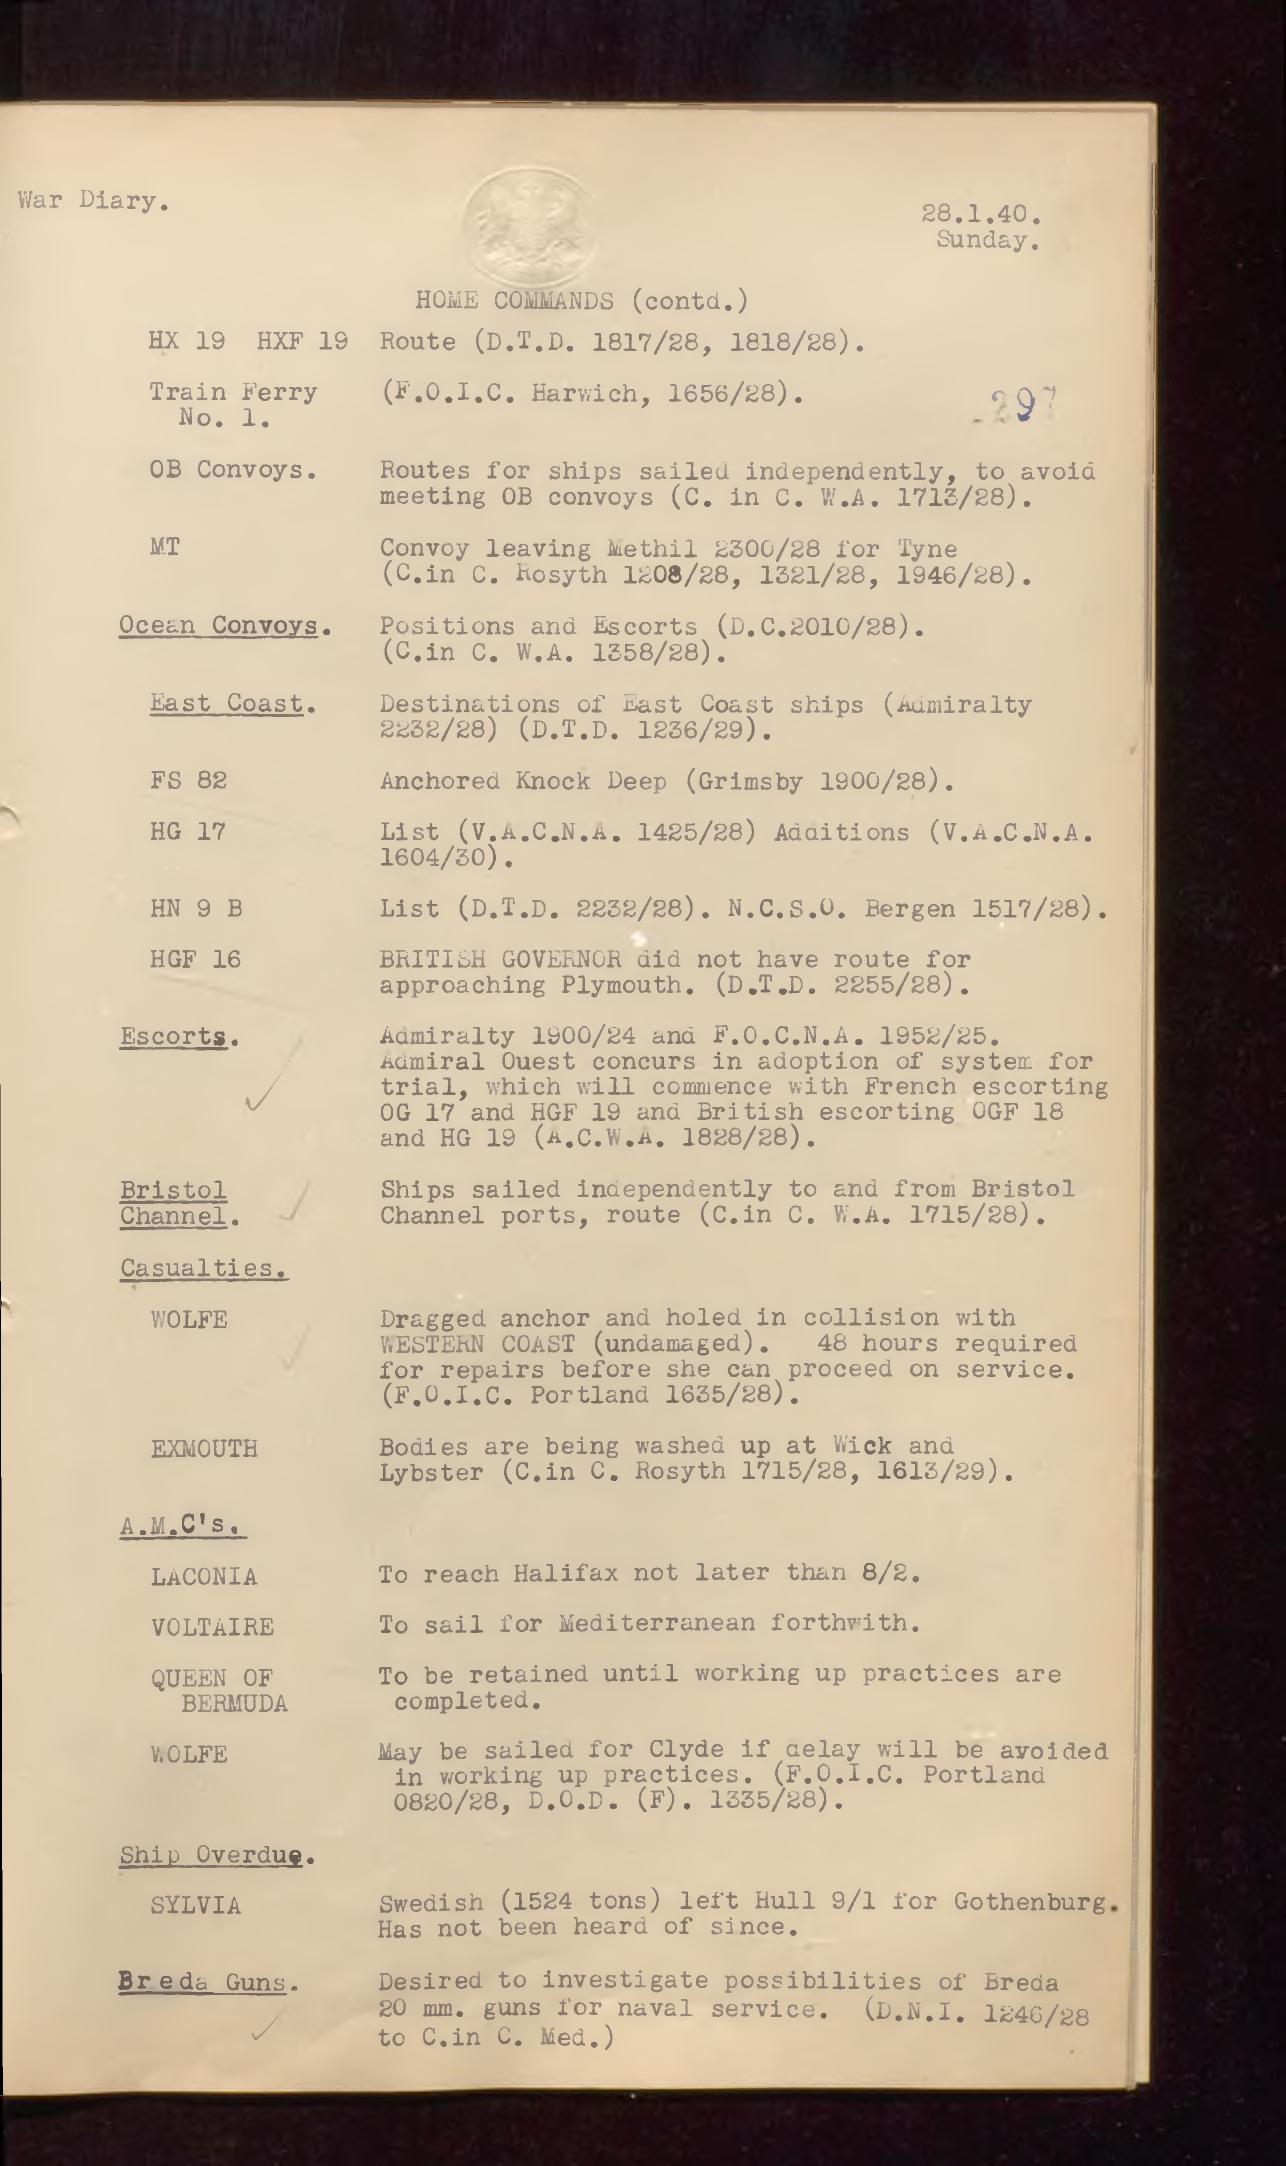 War Diary.
28.1.40.
Sunday.
HOME COMMANDS (contd.)
HX 19 HXF 19 Route (D.T.D. 1817/28, 1818/28).
Train Ferry (F.O.I.C. Harwich, 1656/28).
No. 1.
297
OB Convoys. Routes for ships sailed independently, to avoid
meeting OB convoys (C. in C. W.A. 1713/28).
MT Convoy leaving Methil 2300/28 for Tyne
(C.in C. Rosyth 1208/28, 1321/28, 1946/28).
Ocean Convoys. Positions and Escorts (D.C.2010/28).
(C.in C. W.A. 1358/28).
East Coast. Destinations of East Coast ships (Admiralty
2232/28) (D.T.D. 1236/29).
FS 82 Anchored Knock Deep (Grimsby 1900/28).
HG 17 List (V.A.C.N.A. 1425/28) Additions (V.A.C.N.A.
1604/30).
HN 9 B List (D.T.D. 2232/28). N.C.S.O. Bergen 1517/28).
HGF 16 BRITISH GOVERNOR did not have route for
approaching Plymouth. (D.T.D. 2255/28).
Escorts. Admiralty 1900/24 and F.O.C.N.A. 1952/25.
Admiral Ouest concurs in adoption of system for
trial, which will commence with French escorting
OG 17 and HGF 19 and British escorting OGF 18
and HG 19 (A.C.W.A. 1828/28).
Bristol Ships sailed independently to and from Bristol
Channel. Channel ports, route (C.in C. W.A. 1715/28).
Casualties.
WOLFE Dragged anchor and holed in collision with
WESTERN COAST (undamaged). 48 hours required
for repairs before she can proceed on service.
(F.O.I.C. Portland 1635/28).
EXMOUTH Bodies are being washed up at Wick and
Lybster (C.in C. Rosyth 1715/28, 1613/29).
A.M.C's.
LACONIA To reach Halifax not later than 8/2.
VOLTAIRE To sail for Mediterranean forthwith.
QUEEN OF To be retained until working up practices are
BERMUDA completed.
WOLFE May be sailed for Clyde if delay will be avoided
in working up practices. (F.O.I.C. Portland
0820/28, D.O.D. (F). 1335/28).
Ship Overdue.
SYLVIA Swedish (1524 tons) left Hull 9/1 for Gothenburg.
Has not been heard of since.
Breda Guns. Desired to investigate possibilities of Breda
20 mm. guns for naval service. (D.N.I. 1246/28
to C.in C. Med.)